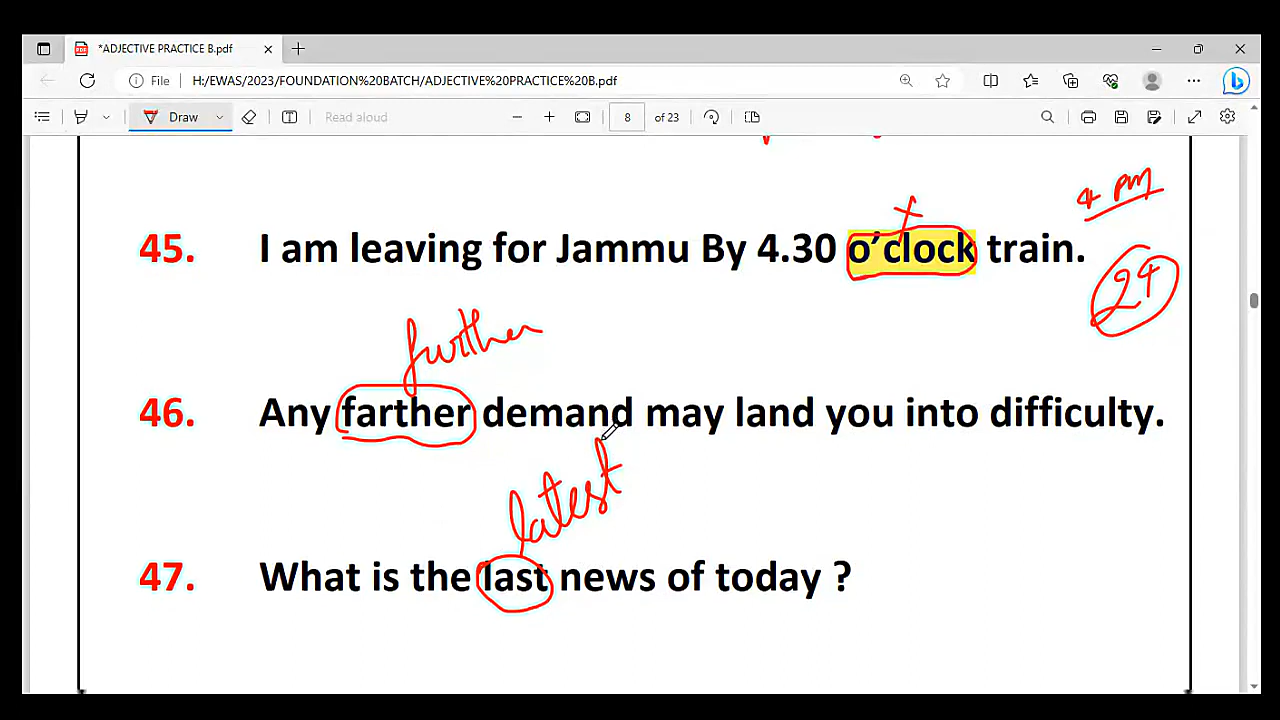 *ADJECTIVE PRACTICE B.pdf
File H:/EWAS/2023/FOUNDATION%20BATCH/ADJECTIVE%20PRACTICE%20B.pdf
Draw Read aloud 8 of 23
4 pm
x
45. I am leaving for Jammu By 4.30 o'clock train.
24
further
46. Any farther demand may land you into difficulty.
latest
47. What is the last news of today ?